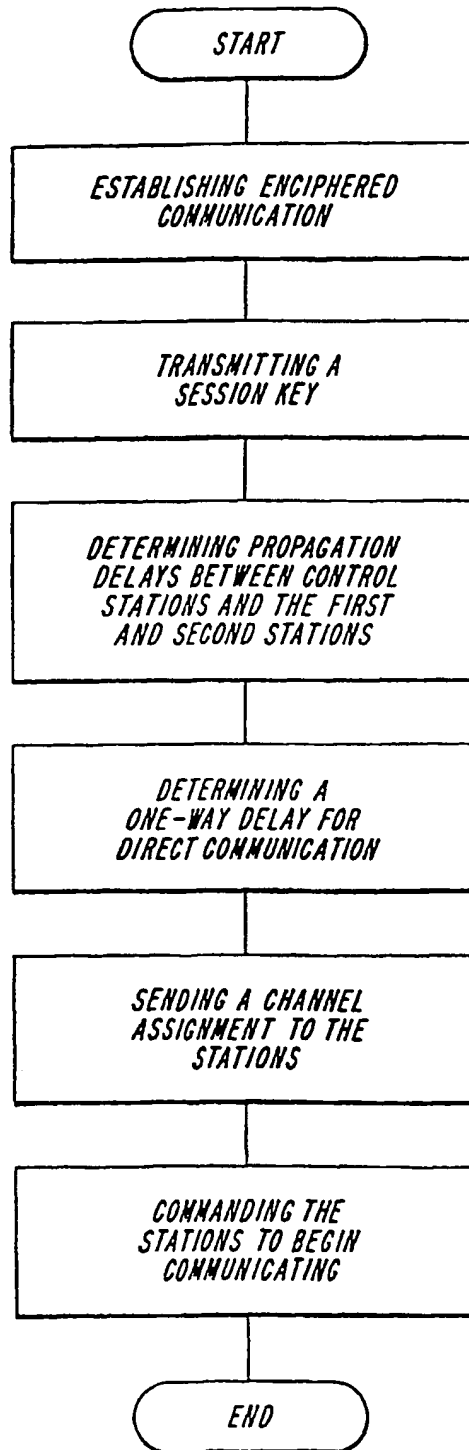 START
ESTABLISHING ENCIPHERED
COMMUNICATION
TRANSMITTING A
SESSION KEY
DETERMINING PROPAGATION
DELAYS BETWEEN CONTROL
STATIONS AND THE FIRST
AND SECOND STATIONS
DETERMINING A
ONE-WAY DELAY FOR
DIRECT COMMUNICATION
SENDING A CHANNEL
ASSIGNMENT TO THE
STATIONS
COMMANDING THE
STATIONS TO BEGIN
COMMUNICATING
END